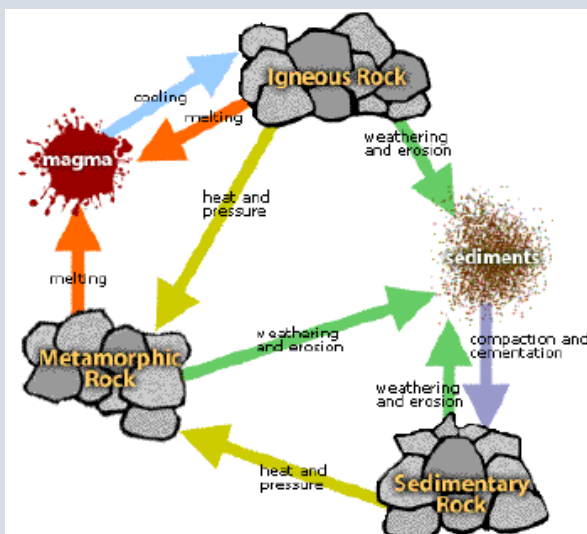 Igneous Rock
cooling
melting
magma
weathering
and erosion
heat and
pressure
sediments
melting
weathering
and erosion
compaction and
cementation
Metamorphic
Rock
weathering
and erosion
heat and
pressure
Sedimentary
Rock